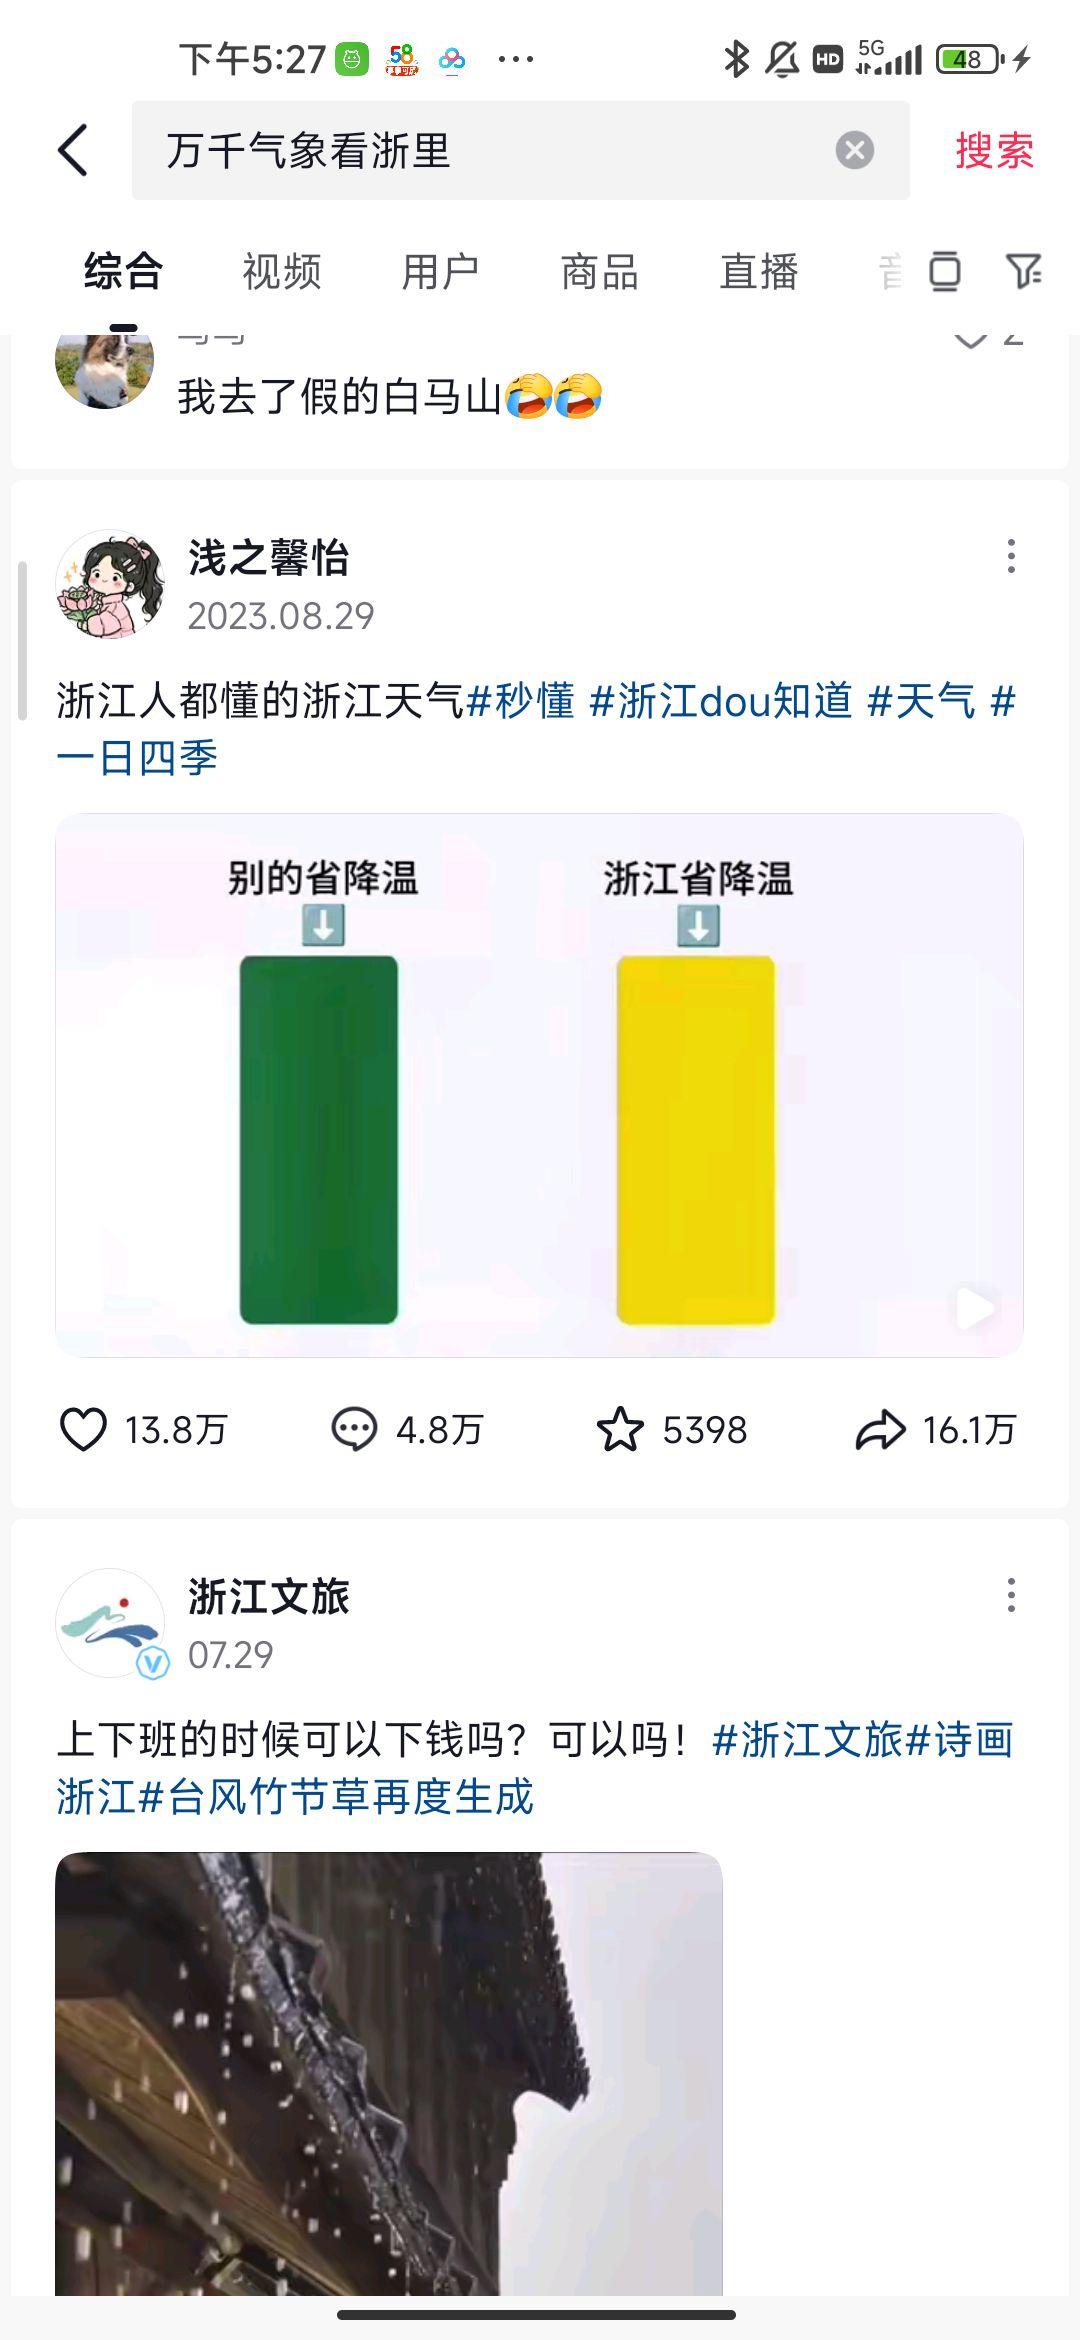 下午5:27
58
HD
5G
48
万千气象看浙里
搜索
综合 视频 用户 商品 直播
2
我去了假的白马山🤣🤣
浅之馨怡
2023.08.29
浙江人都懂的浙江天气#秒懂 #浙江dou知道 #天气 #
一日四季
别的省降温 浙江省降温
⬇️ ⬇️
13.8万 4.8万 5398 16.1万
浙江文旅
07.29
上下班的时候可以下钱吗？可以吗！#浙江文旅#诗画
浙江#台风竹节草再度生成